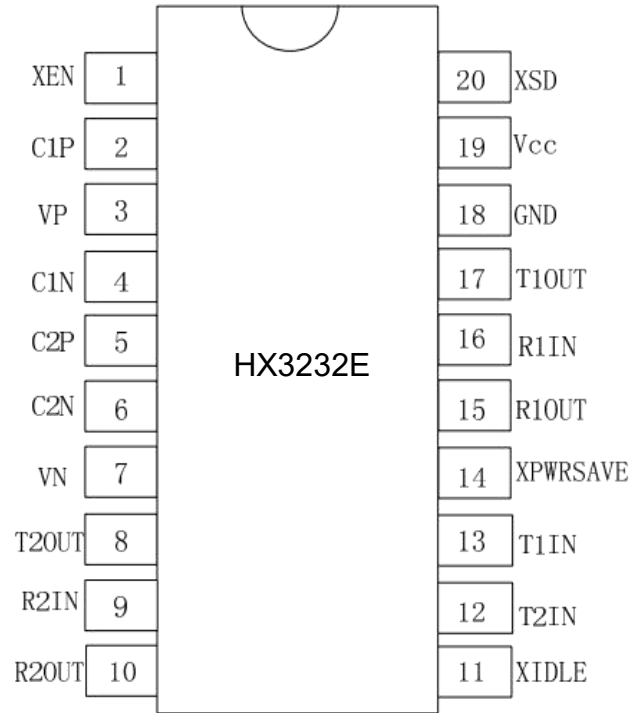 XEN 1 20 XSD
C1P 2 19 Vcc
VP 3 18 GND
C1N 4 17 T1OUT
C2P 5 16 R1IN
HX3232E
C2N 6 15 R1OUT
VN 7 14 XPWRSAVE
T2OUT 8 13 T1IN
R2IN 9 12 T2IN
R2OUT 10 11 XIDLE